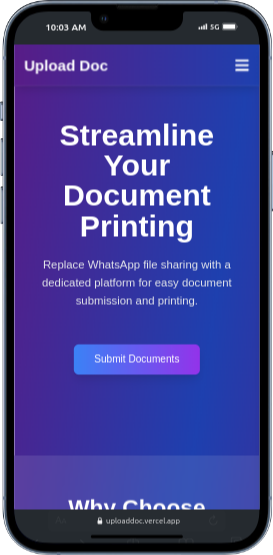 10:03 AM
5G
Upload Doc
Streamline
Your
Document
Printing
Replace WhatsApp file sharing with a
dedicated platform for easy document
submission and printing.
Submit Documents
Why Choose
uploaddoc.vercel.app